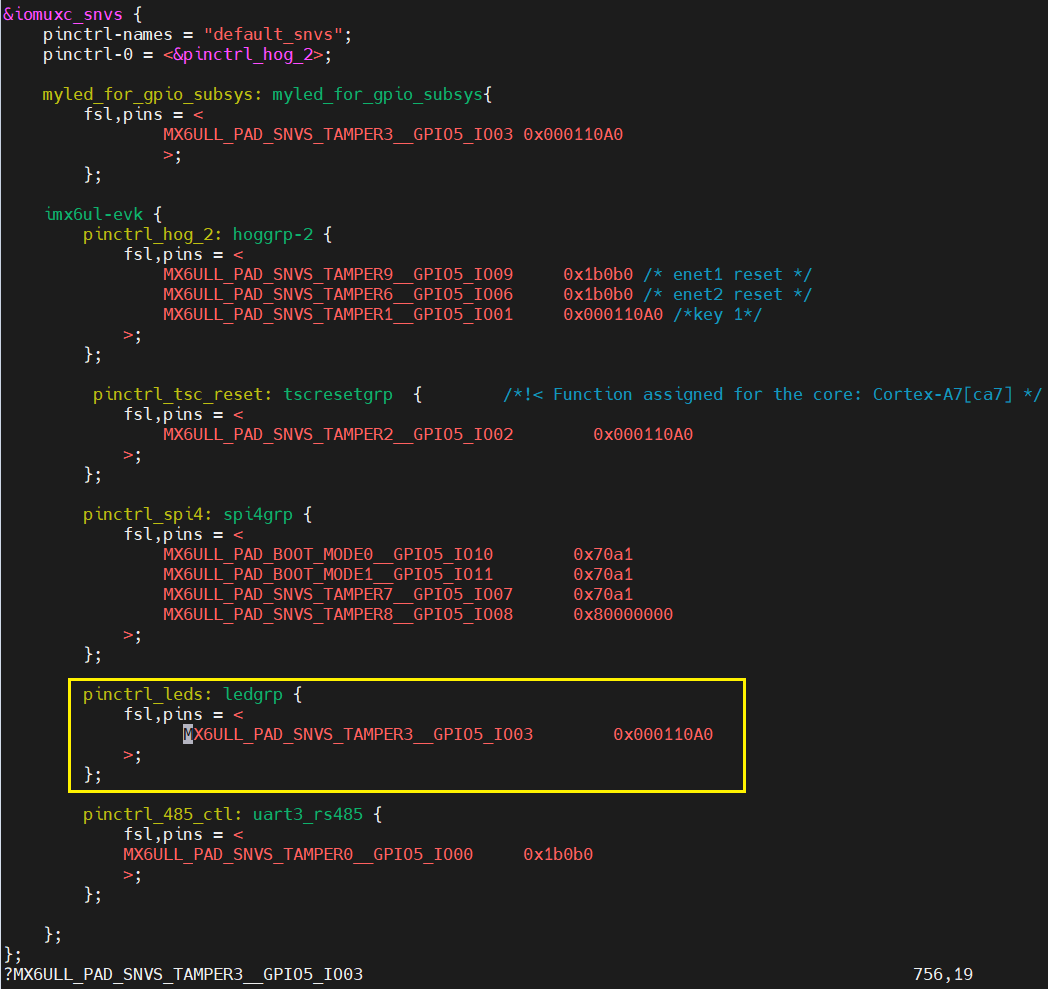 &iomuxc_snvs {
    pinctrl-names = "default_snvs";
    pinctrl-0 = <&pinctrl_hog_2>;

    myled_for_gpio_subsys: myled_for_gpio_subsys{
        fsl,pins = <
                MX6ULL_PAD_SNVS_TAMPER3__GPIO5_IO03 0x000110A0
                >;
        };

    imx6ul-evk {
        pinctrl_hog_2: hoggrp-2 {
            fsl,pins = <
                MX6ULL_PAD_SNVS_TAMPER9__GPIO5_IO09     0x1b0b0 /* enet1 reset */
                MX6ULL_PAD_SNVS_TAMPER6__GPIO5_IO06     0x1b0b0 /* enet2 reset */
                MX6ULL_PAD_SNVS_TAMPER1__GPIO5_IO01     0x000110A0 /*key 1*/
            >;
        };

         pinctrl_tsc_reset: tscresetgrp  {        /*!< Function assigned for the core: Cortex-A7[ca7] */
            fsl,pins = <
                MX6ULL_PAD_SNVS_TAMPER2__GPIO5_IO02        0x000110A0
            >;
        };

        pinctrl_spi4: spi4grp {
            fsl,pins = <
                MX6ULL_PAD_BOOT_MODE0__GPIO5_IO10        0x70a1
                MX6ULL_PAD_BOOT_MODE1__GPIO5_IO11        0x70a1
                MX6ULL_PAD_SNVS_TAMPER7__GPIO5_IO07      0x70a1
                MX6ULL_PAD_SNVS_TAMPER8__GPIO5_IO08      0x80000000
            >;
        };

        pinctrl_leds: ledgrp {
            fsl,pins = <
                  MX6ULL_PAD_SNVS_TAMPER3__GPIO5_IO03        0x000110A0
            >;
        };

        pinctrl_485_ctl: uart3_rs485 {
            fsl,pins = <
            MX6ULL_PAD_SNVS_TAMPER0__GPIO5_IO00     0x1b0b0
            >;
        };

    };
};
?MX6ULL_PAD_SNVS_TAMPER3__GPIO5_IO03                                                       756,19